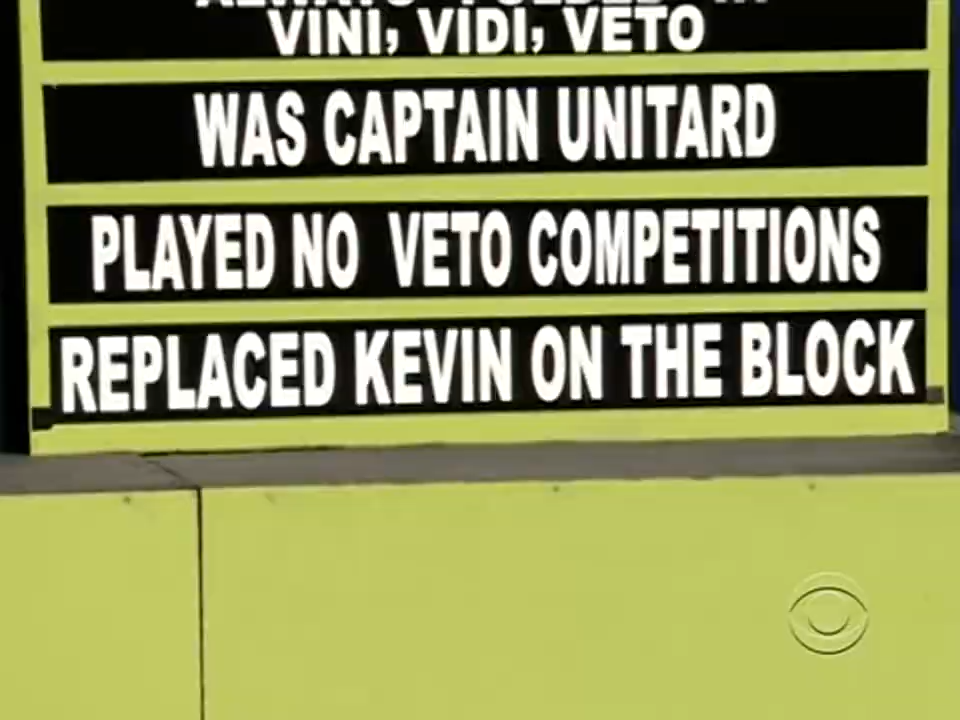 VINI, VIDI, VETO
WAS CAPTAIN UNITARD
PLAYED NO VETO COMPETITIONS
REPLACED KEVIN ON THE BLOCK